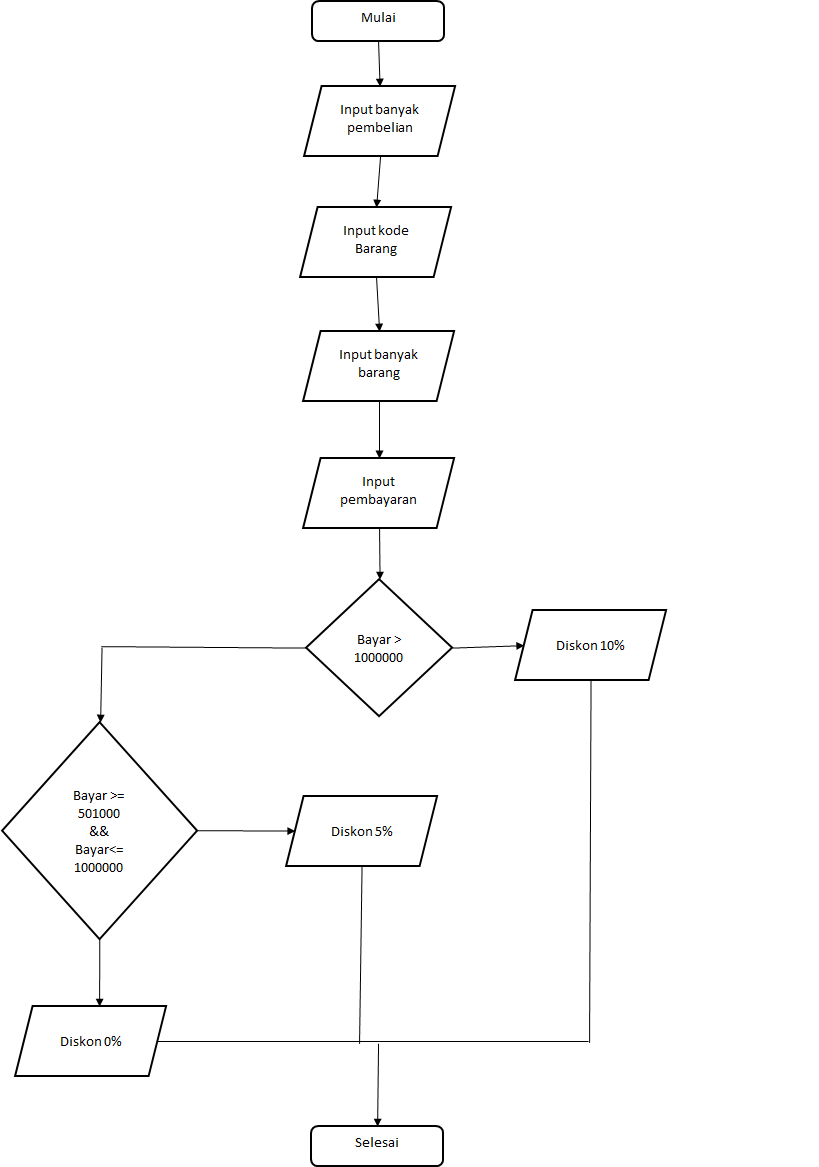 Mulai
Input banyak
pembelian
Input kode
Barang
Input banyak
barang
Input
pembayaran
Bayar >
1000000
Diskon 10%
Bayar >=
501000
&&
Bayar<=
1000000
Diskon 5%
Diskon 0%
Selesai